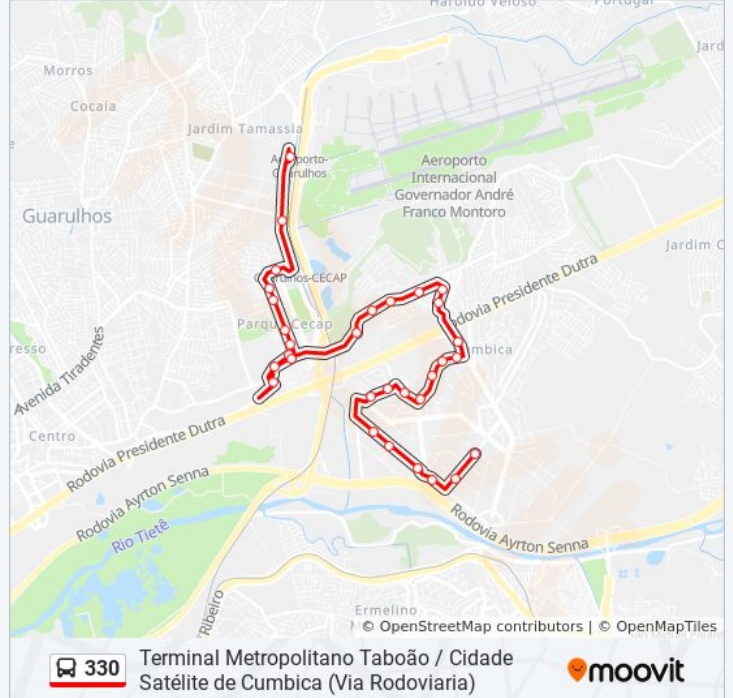 Haroldo Veloso
Portugal
Morros
Jard
Cocaia
Jardim Tamassia
Aeroporto-
Guarulhos
Aeroporto
Internacional
Governador André
Franco Montoro
Guarulhos
Jardim C
Guarulhos-CECAP
Rodovia Presidente Dutra
Parque Cecap
resso
Cumbica
Avenida Tiradentes
Centro
Rodovia Presidente Dutra
Rodovia Ayrton Senna
Rio Tietê
Rodovia Ayrton Senna
Ribeiro
Ermelino
M
© OpenStreetMap contributors | © OpenMapTiles
330
Terminal Metropolitano Taboão / Cidade
Satélite de Cumbica (Via Rodoviaria)
moovit